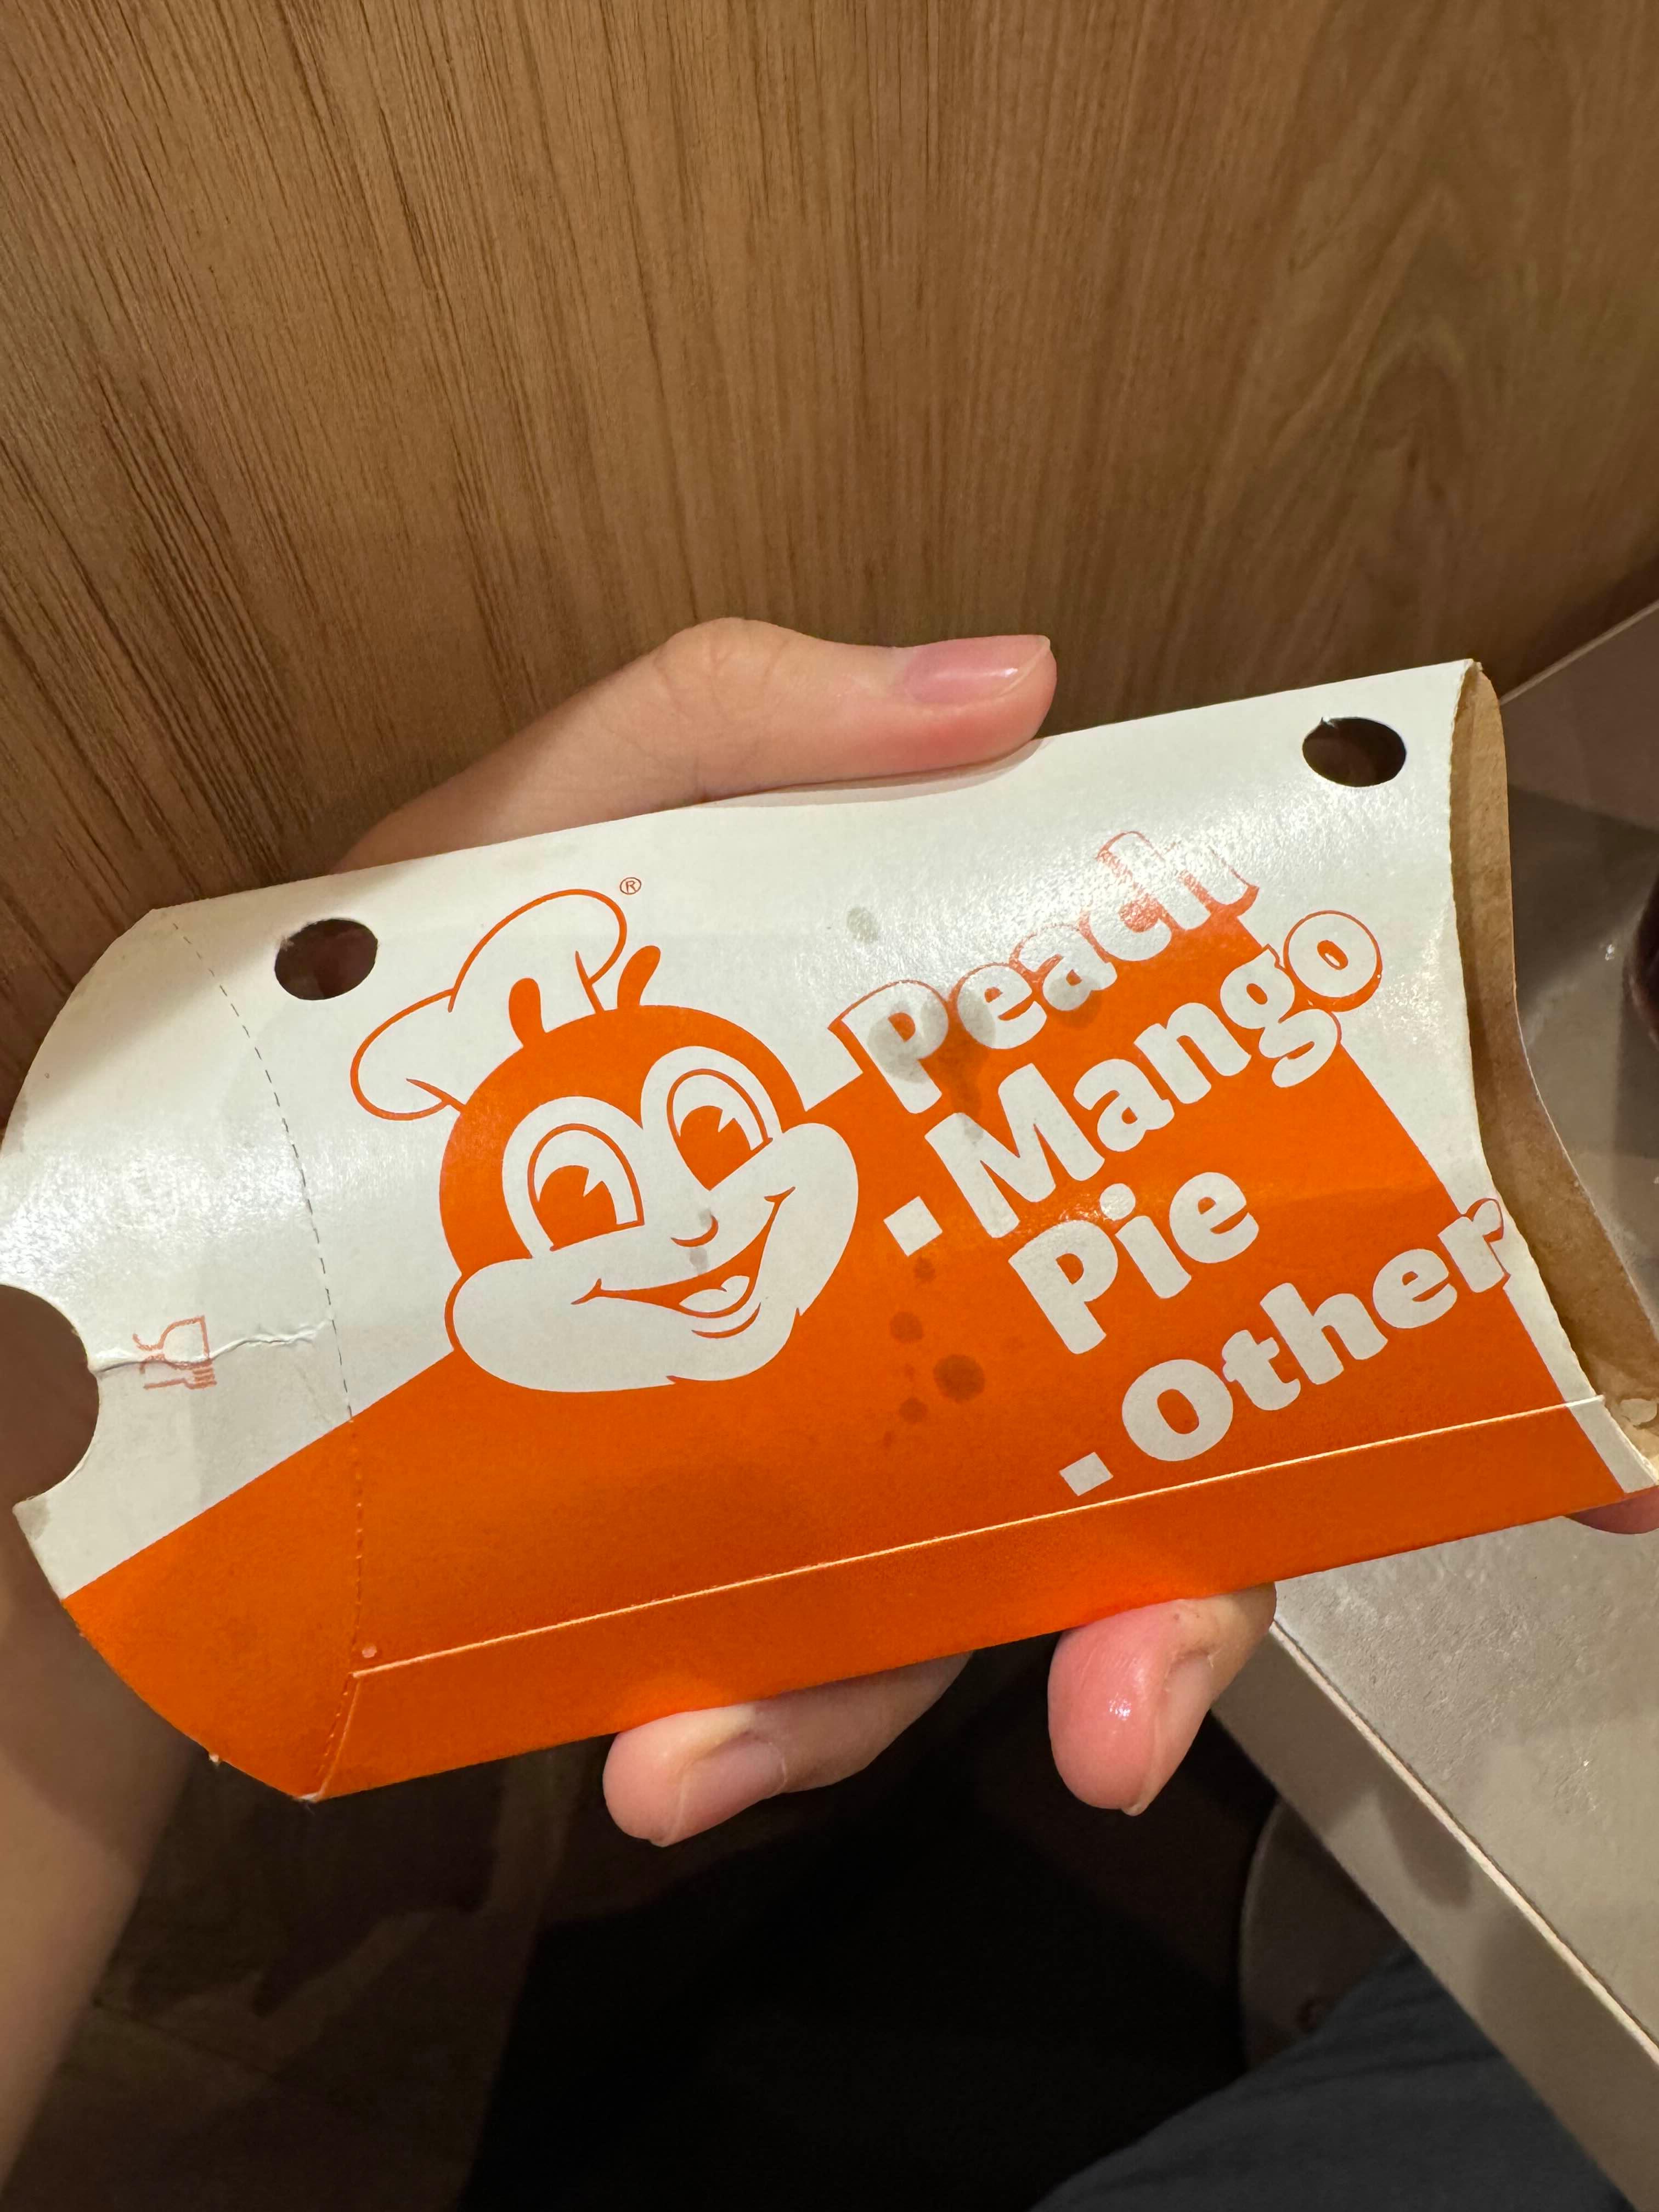 ®
Peach
Mango
Pie
Other